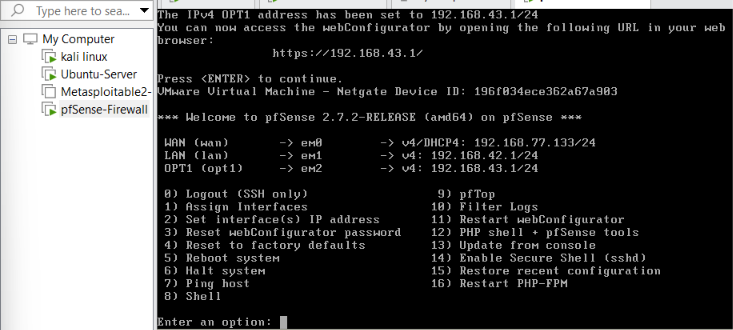 Type here to sea...
My Computer
kali linux
Ubuntu-Server
Metasploitable2-
pfSense-Firewall
The IPv4 OPT1 address has been set to 192.168.43.1/24
You can now access the webConfigurator by opening the following URL in your web
browser:
https://192.168.43.1/
Press <ENTER> to continue.
VMware Virtual Machine - Netgate Device ID: 196f034ece362a67a903
*** Welcome to pfSense 2.7.2-RELEASE (amd64) on pfSense ***
WAN (wan) -> em0 -> v4/DHCP4: 192.168.77.133/24
LAN (lan) -> em1 -> v4: 192.168.42.1/24
OPT1 (opt1) -> em2 -> v4: 192.168.43.1/24
0) Logout (SSH only) 9) pfTop
1) Assign Interfaces 10) Filter Logs
2) Set interface(s) IP address 11) Restart webConfigurator
3) Reset webConfigurator password 12) PHP shell + pfSense tools
4) Reset to factory defaults 13) Update from console
5) Reboot system 14) Enable Secure Shell (sshd)
6) Halt system 15) Restore recent configuration
7) Ping host 16) Restart PHP-FPM
8) Shell
Enter an option: